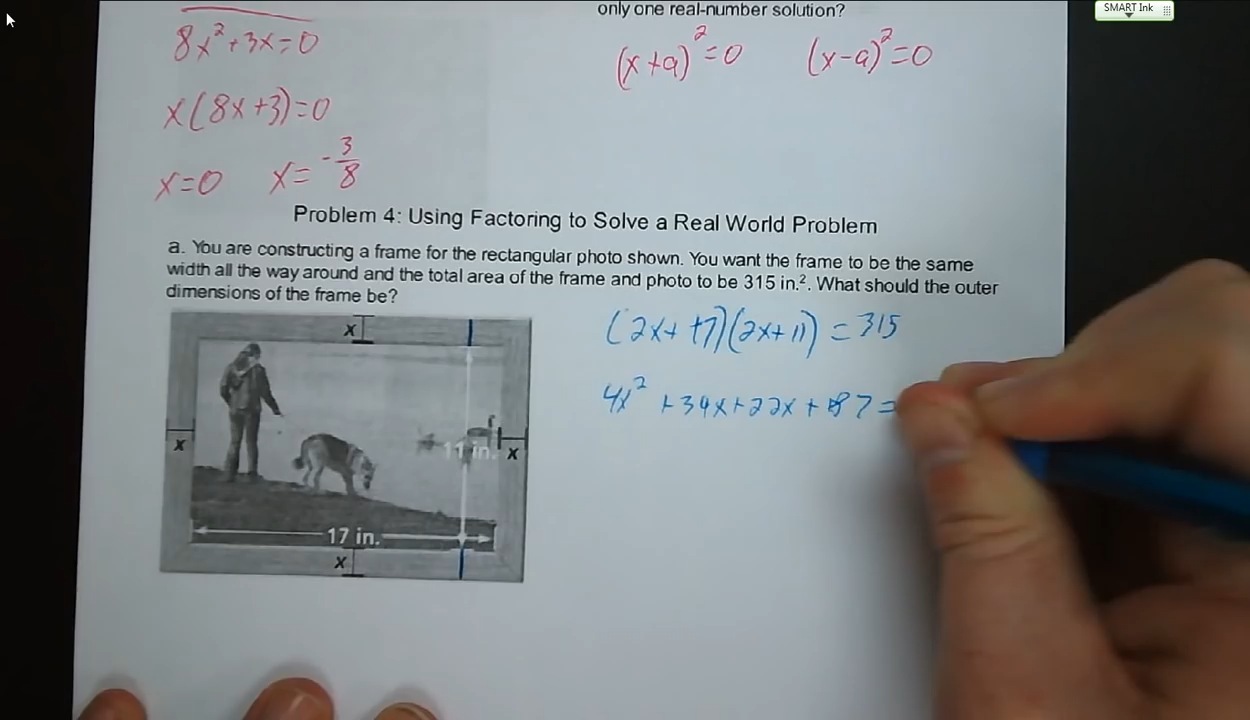 SMART Ink
only one real-number solution?
8x² + 3x = 0
(x + a)² = 0 (x - a)² = 0
x(8x + 3) = 0
x = 0 x = -3/8
Problem 4: Using Factoring to Solve a Real World Problem
a. You are constructing a frame for the rectangular photo shown. You want the frame to be the same
width all the way around and the total area of the frame and photo to be 315 in.². What should the outer
dimensions of the frame be?
x
(2x + 17)(2x + 11) = 315
4x² + 34x + 22x + 187 =
x
11 in.
x
17 in.
x